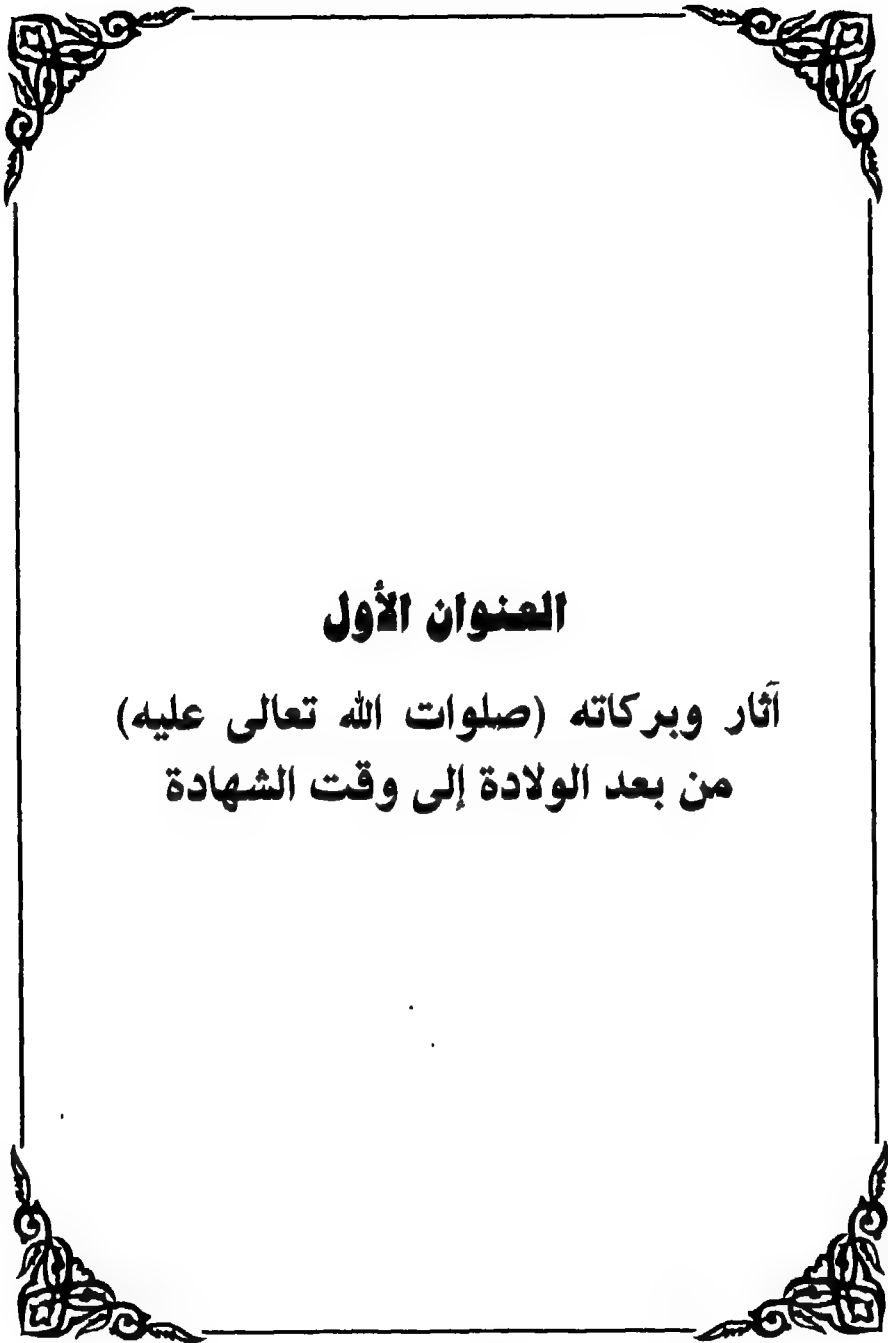 العنوان الأول
آثار وبركاته (صلوات الله تعالى عليه)
من بعد الولادة إلى وقت الشهادة